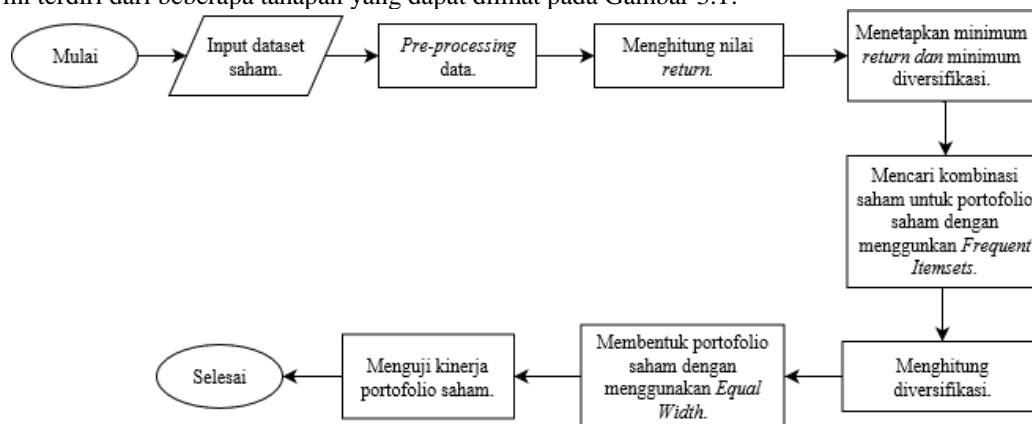 ini terdiri dari beberapa tahapan yang dapat dilihat pada Gambar 3.1.
Mulai
Input dataset
saham.
Pre-processing
data.
Menghitung nilai
return.
Menetapkan minimum
return dan minimum
diversifikasi.
Mencari kombinasi
saham untuk portofolio
saham dengan
menggunkan Frequent
Itemsets.
Menghitung
diversifikasi.
Membentuk portofolio
saham dengan
menggunakan Equal
Width.
Menguji kinerja
portofolio saham.
Selesai